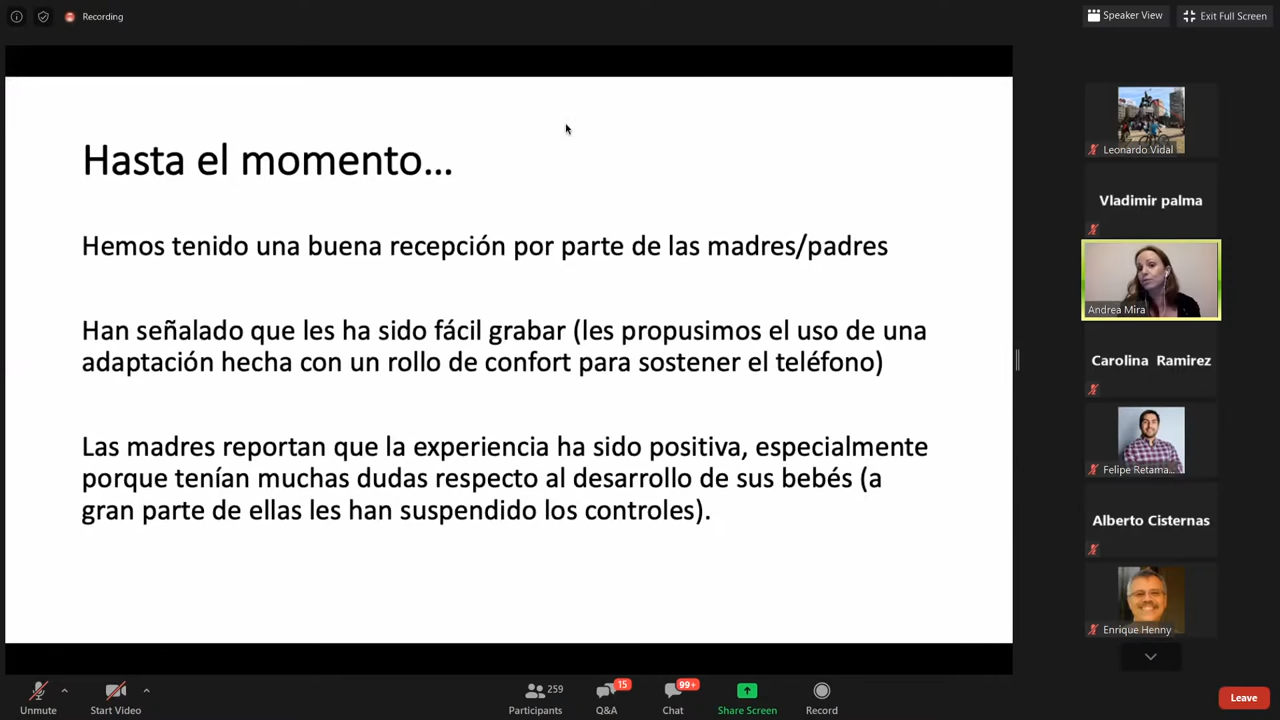 Recording
Speaker View
Exit Full Screen
Hasta el momento...
Hemos tenido una buena recepción por parte de las madres/padres
Han señalado que les ha sido fácil grabar (les propusimos el uso de una
adaptación hecha con un rollo de confort para sostener el teléfono)
Las madres reportan que la experiencia ha sido positiva, especialmente
porque tenían muchas dudas respecto al desarrollo de sus bebés (a
gran parte de ellas les han suspendido los controles).
Leonardo Vidal
Vladimir palma
Andrea Mira
Carolina Ramirez
Felipe Retama...
Alberto Cisternas
Enrique Henny
Unmute
Start Video
259
Participants
15
Q&A
99+
Chat
Share Screen
Record
Leave